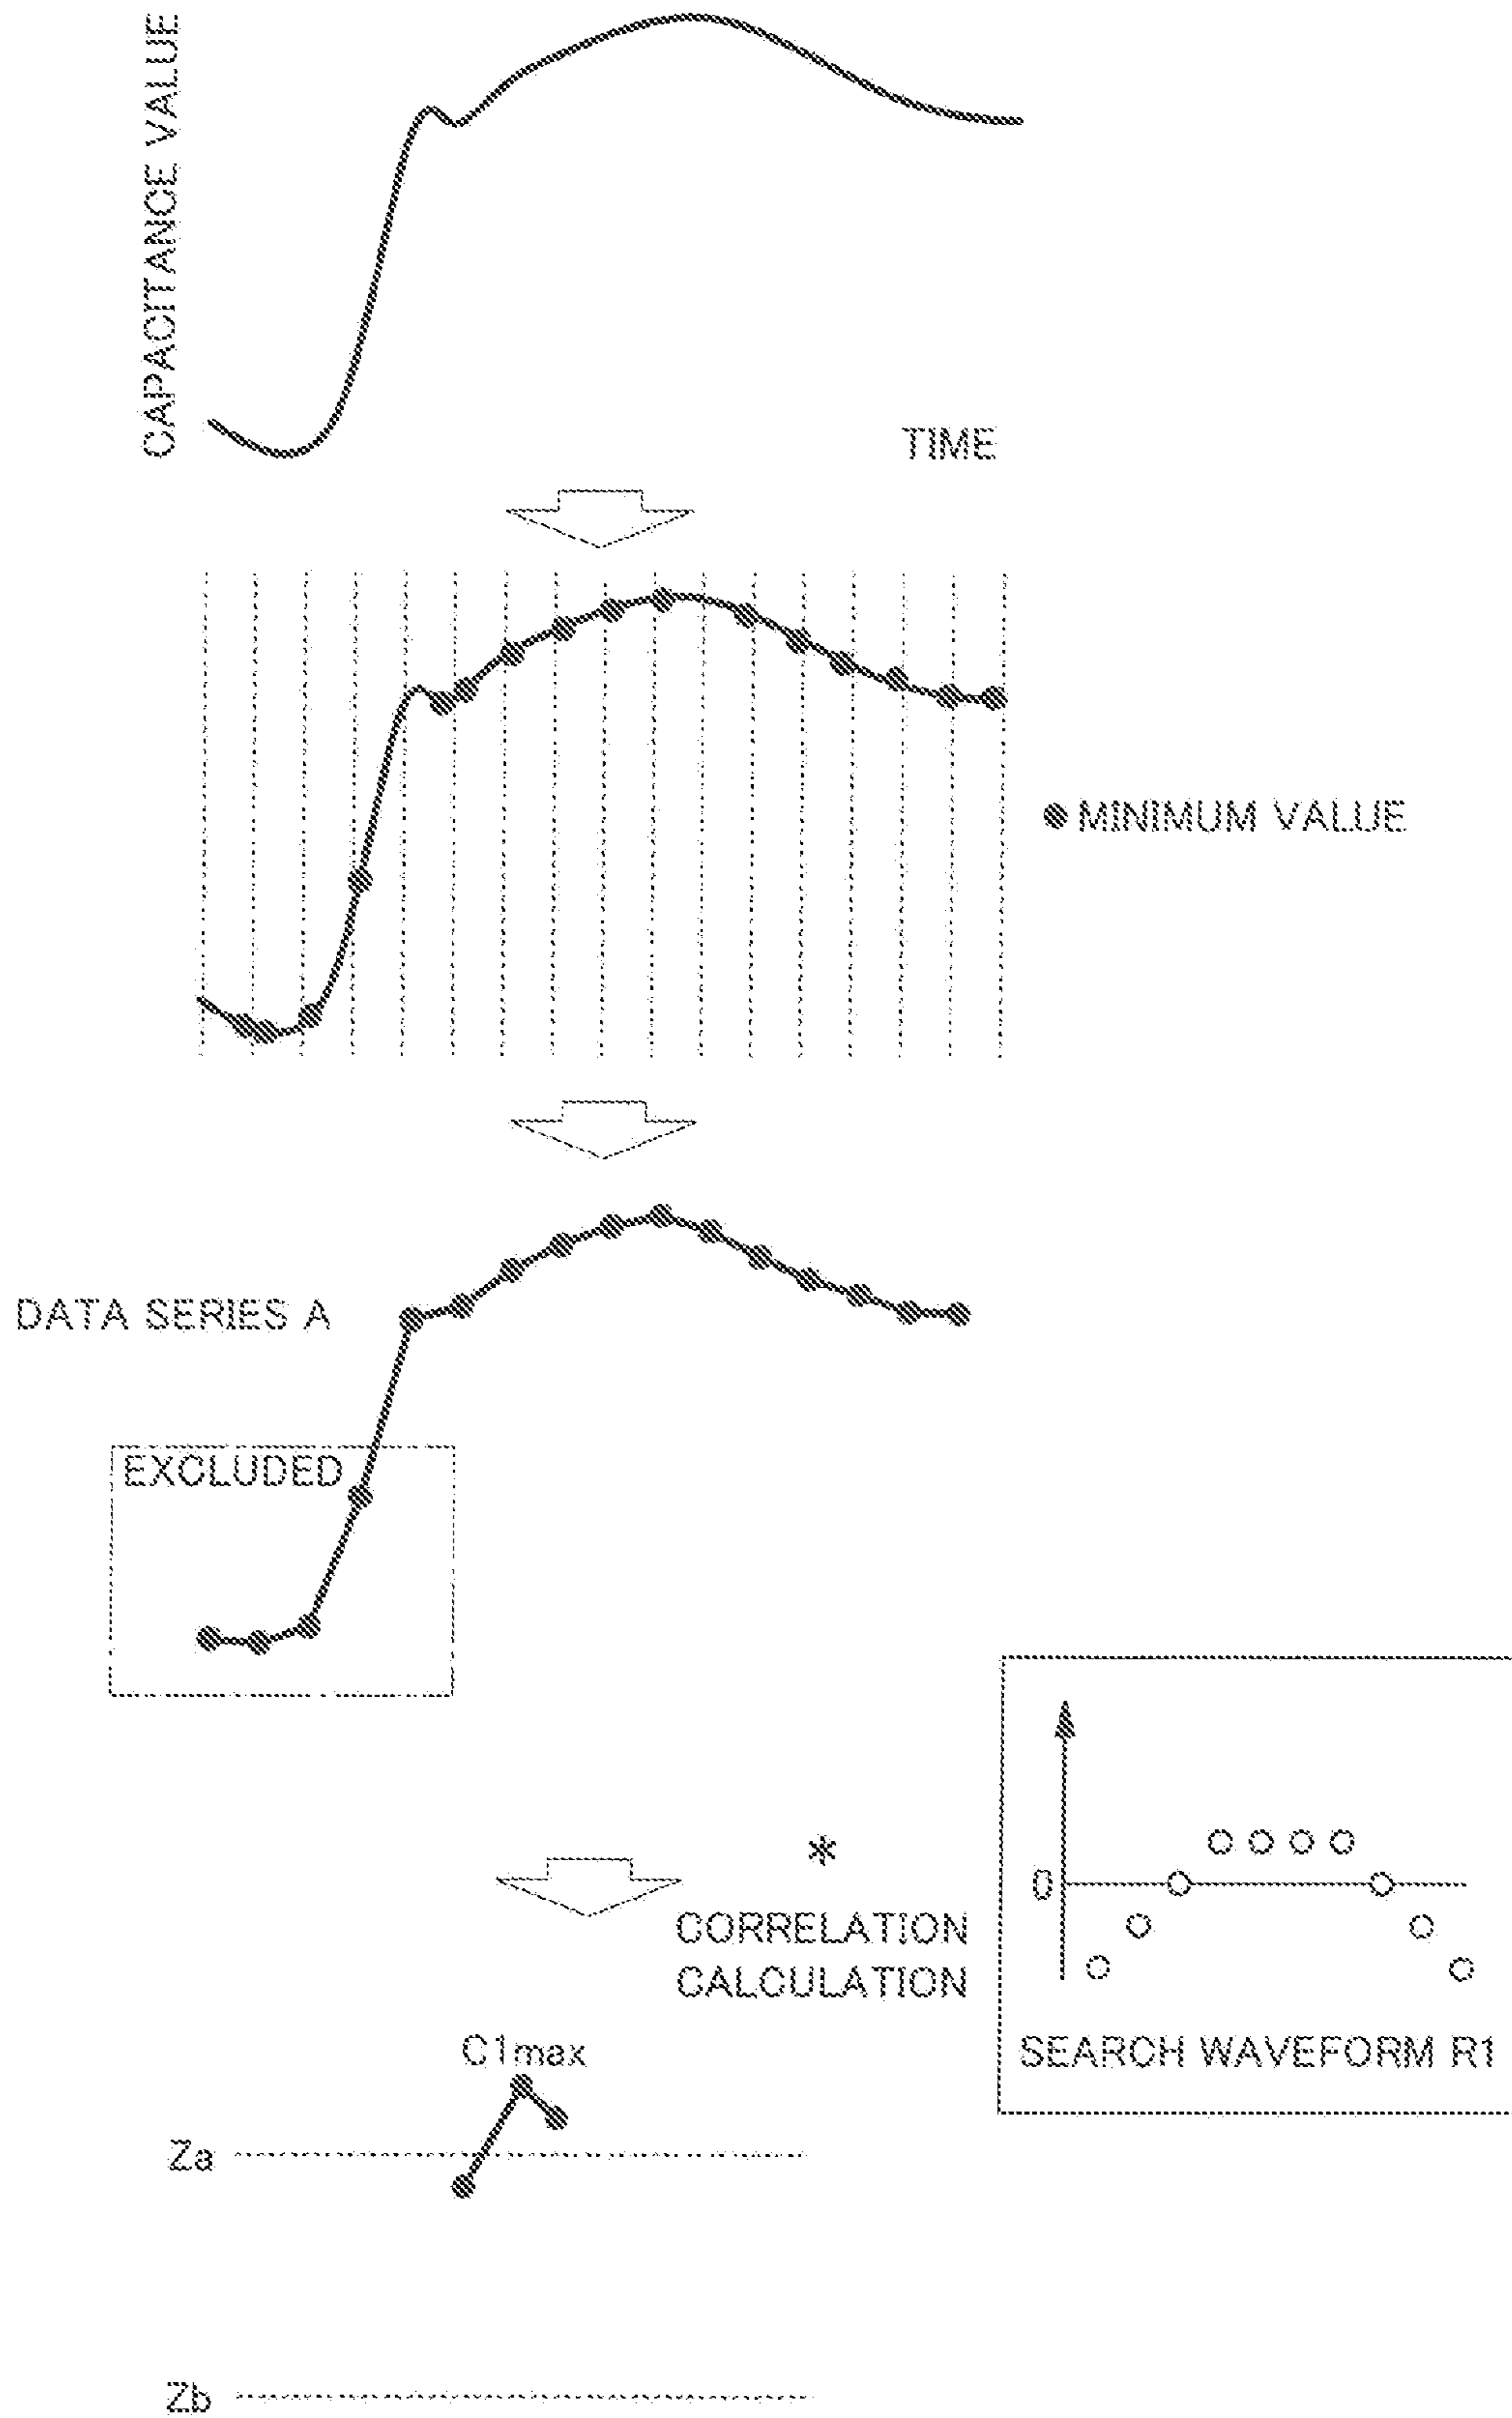 CAPACITANCE VALUE
TIME
MINIMUM VALUE
DATA SERIES A
EXCLUDED
*
CORRELATION
CALCULATION
0
SEARCH WAVEFORM R1
C1max
Za
Zb